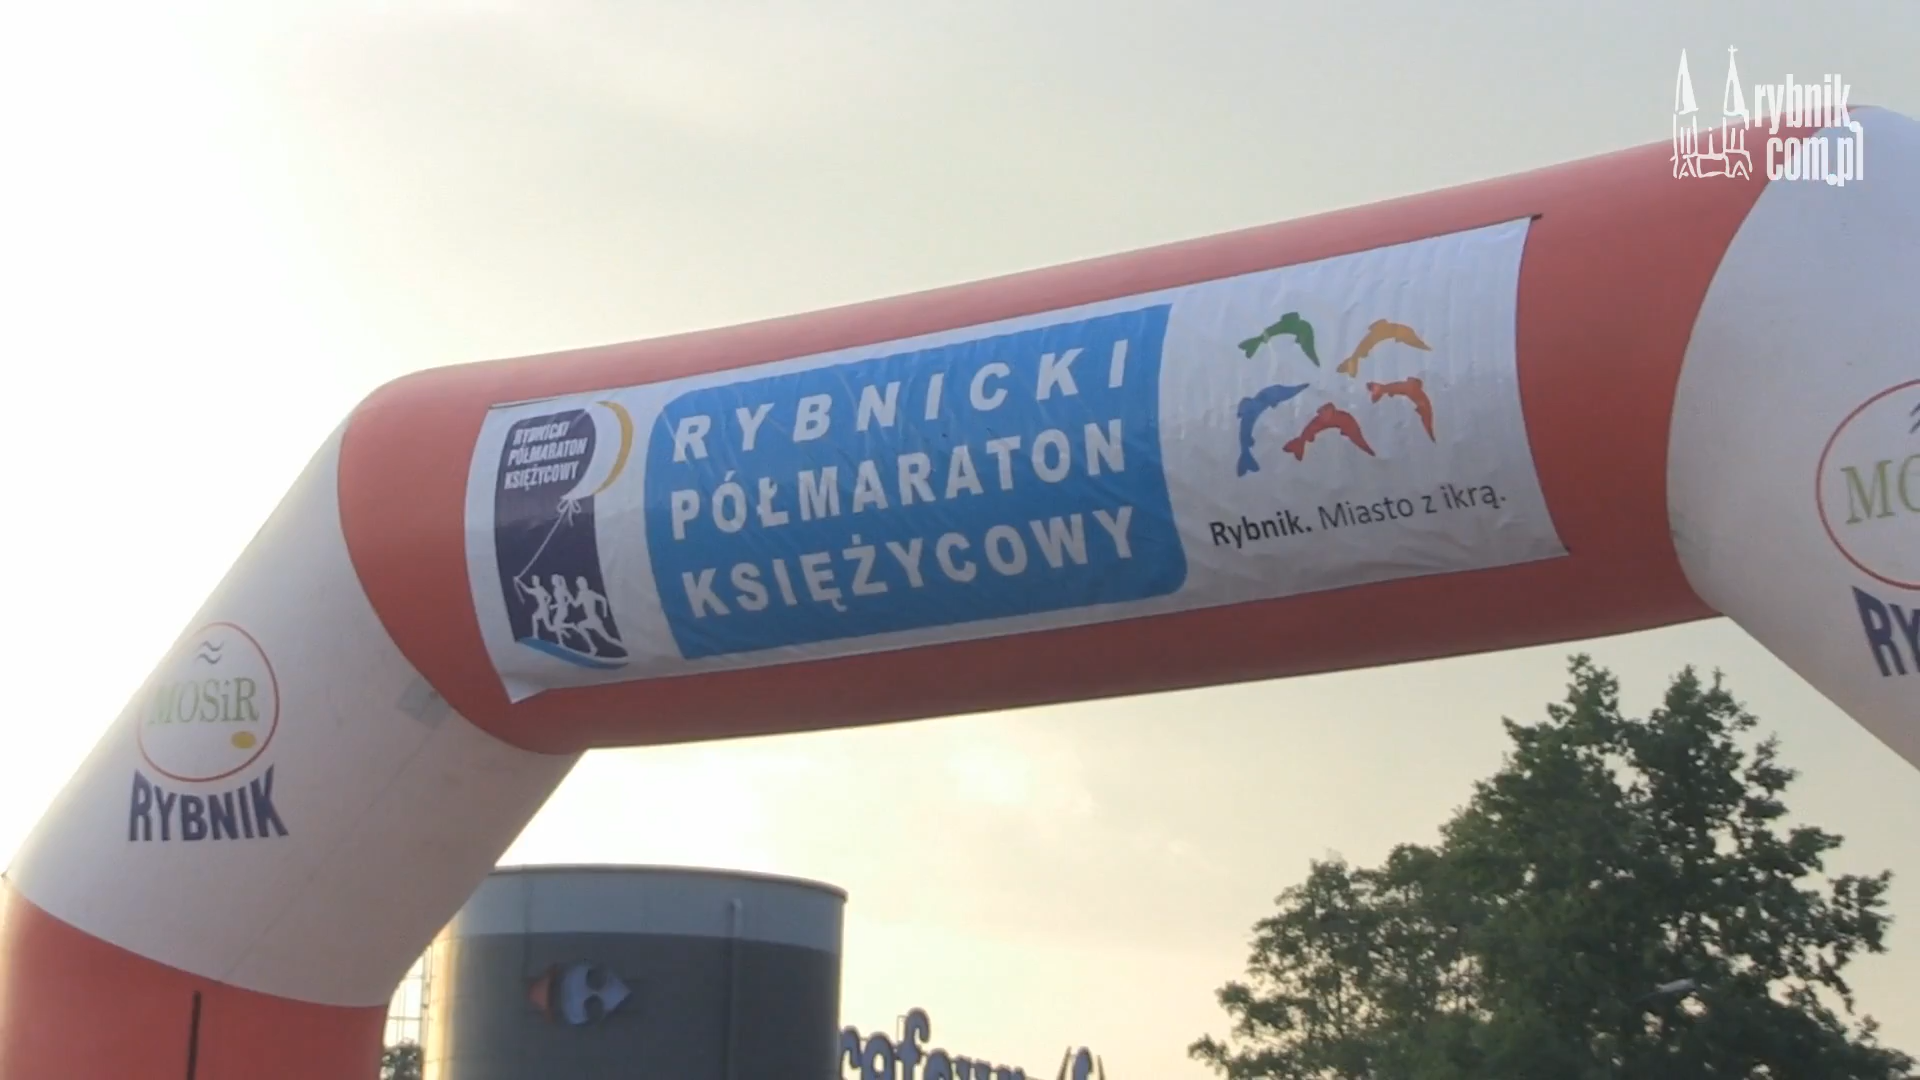 rybnik.
com.pl
RYBNICKI
PÓŁMARATON
KSIĘŻYCOWY
RYBNICKI
PÓŁMARATON
KSIĘŻYCOWY
Rybnik. Miasto z ikrą.
MOSiR
RYBNIK